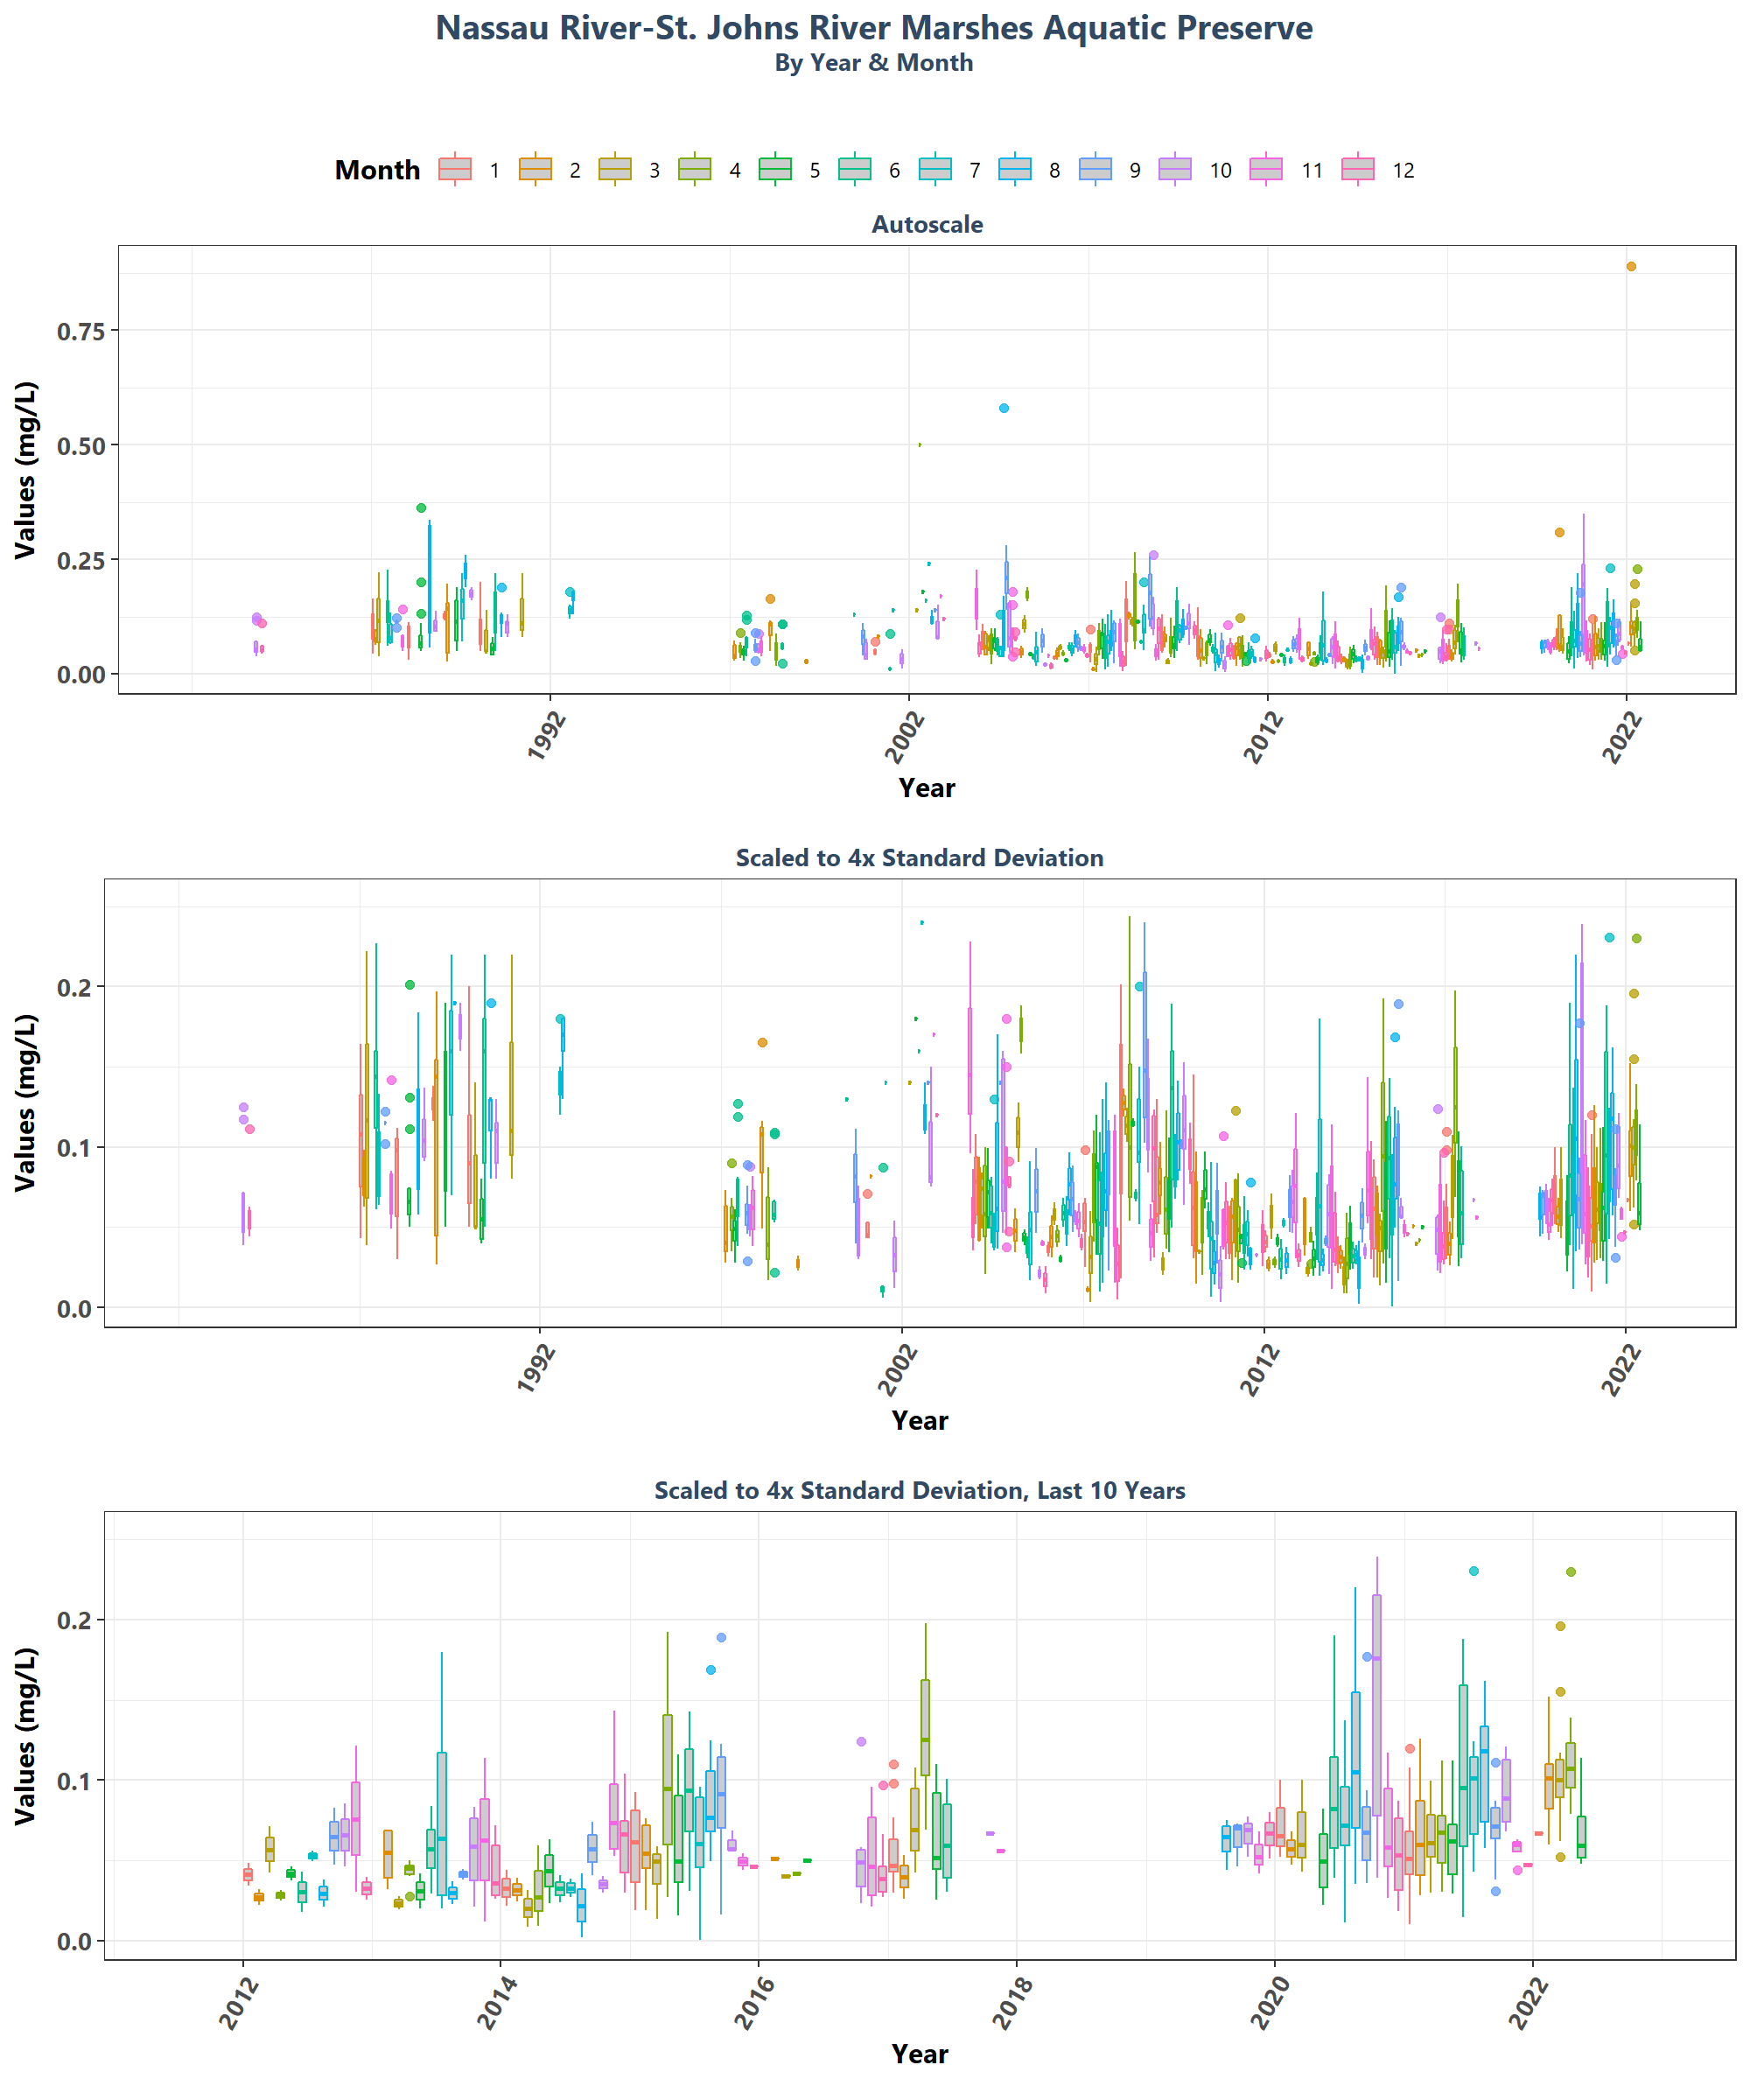 Nassau River-St. Johns River Marshes Aquatic Preserve
By Year & Month
Month 1 2 3 4 5 6 7 8 9 10 11 12
Autoscale
Values (mg/L)
0.75
0.50
0.25
0.00
1992 2002 2012 2022
Year
Scaled to 4x Standard Deviation
Values (mg/L)
0.2
0.1
0.0
1992 2002 2012 2022
Year
Scaled to 4x Standard Deviation, Last 10 Years
Values (mg/L)
0.2
0.1
0.0
2012 2014 2016 2018 2020 2022
Year